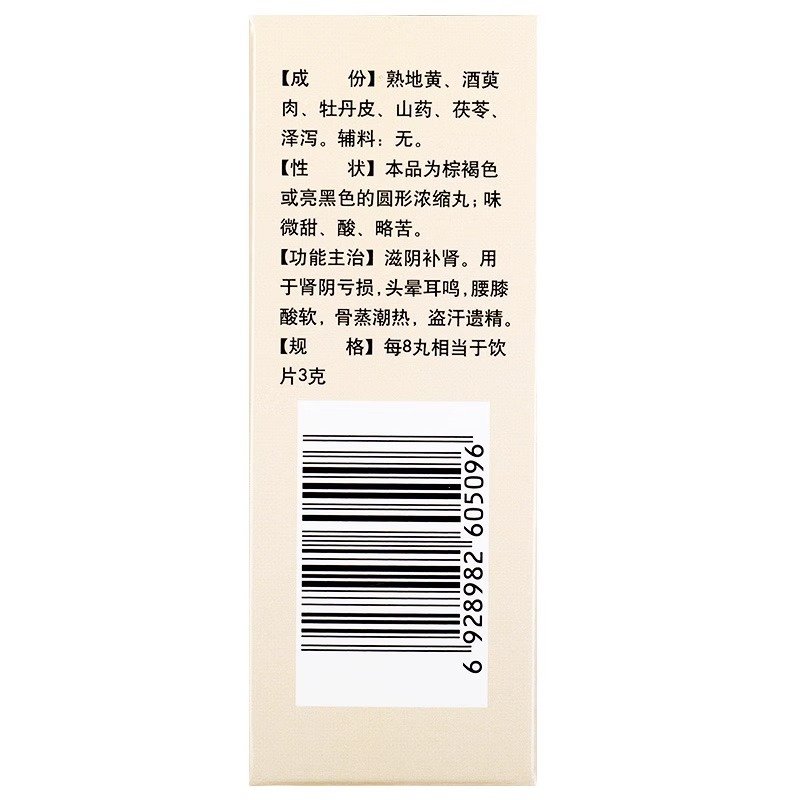 【成　　份】熟地黄、酒萸
肉、牡丹皮、山药、茯苓、
泽泻。辅料：无。
【性　　状】本品为棕褐色
或亮黑色的圆形浓缩丸；味
微甜、酸、略苦。
【功能主治】滋阴补肾。用
于肾阴亏损，头晕耳鸣，腰膝
酸软，骨蒸潮热，盗汗遗精。
【规　　格】每8丸相当于饮
片3克
6 928982 605096